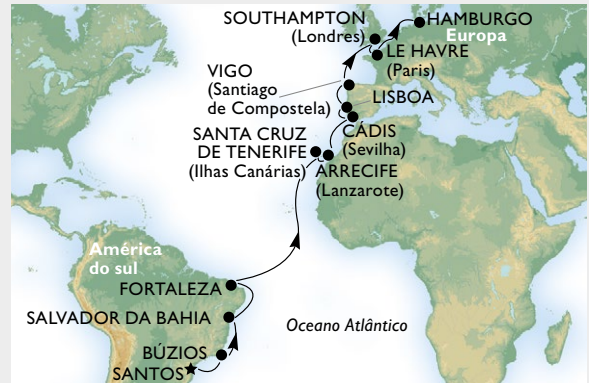 SOUTHAMPTON
(Londres)
HAMBURGO
Europa
LE HAVRE
(Paris)
VIGO
(Santiago
de Compostela)
LISBOA
CÁDIS
(Sevilha)
SANTA CRUZ
DE TENERIFE
(Ilhas Canárias)
ARRECIFE
(Lanzarote)
América
do sul
FORTALEZA
SALVADOR DA BAHIA
Oceano Atlântico
BÚZIOS
SANTOS